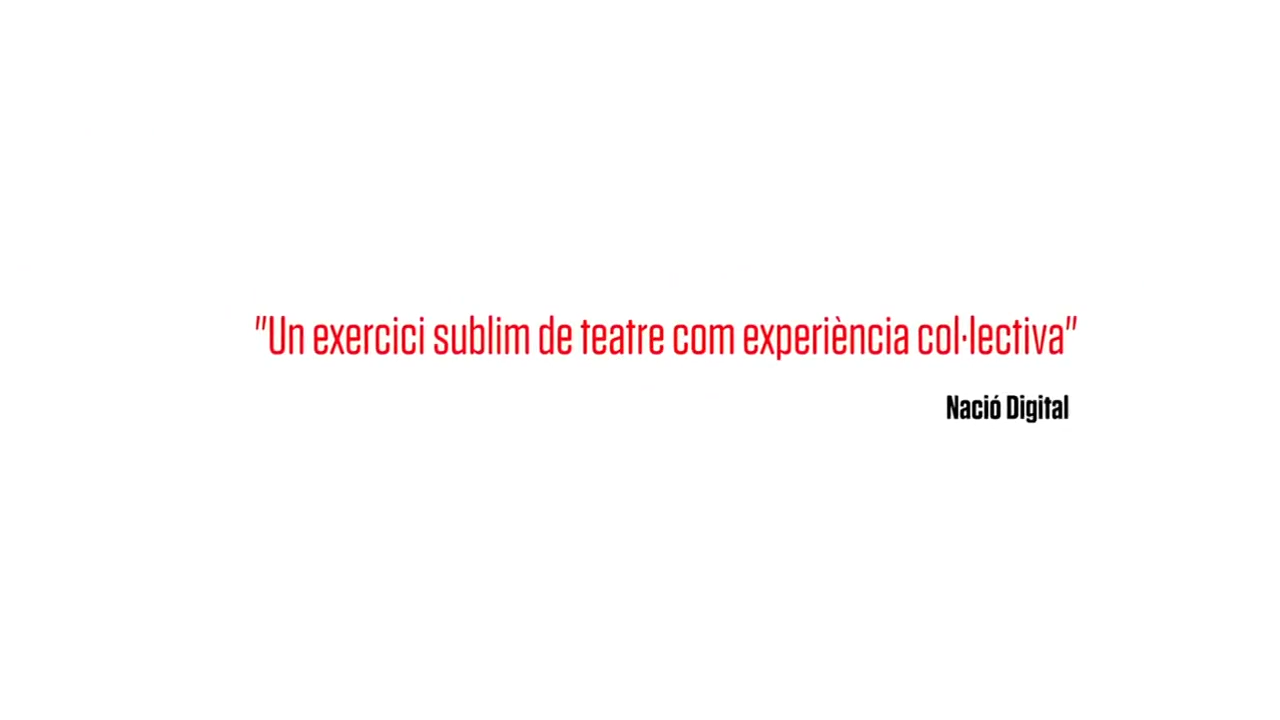 "Un exercici sublim de teatre com experiència col·lectiva"
Nació Digital